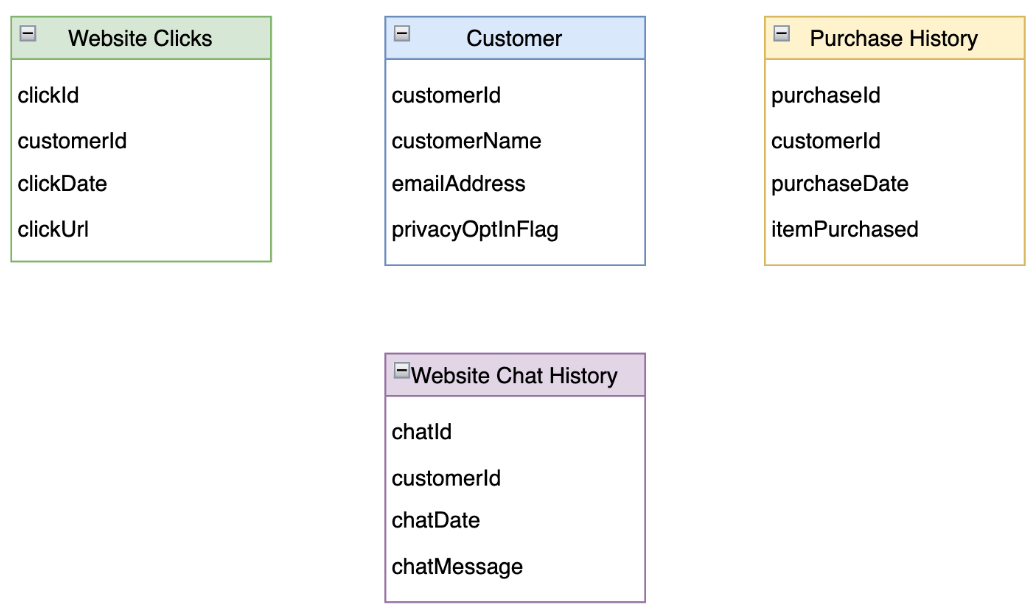 Website Clicks
clickId
customerId
clickDate
clickUrl
Customer
customerId
customerName
emailAddress
privacyOptInFlag
Purchase History
purchaseId
customerId
purchaseDate
itemPurchased
Website Chat History
chatId
customerId
chatDate
chatMessage